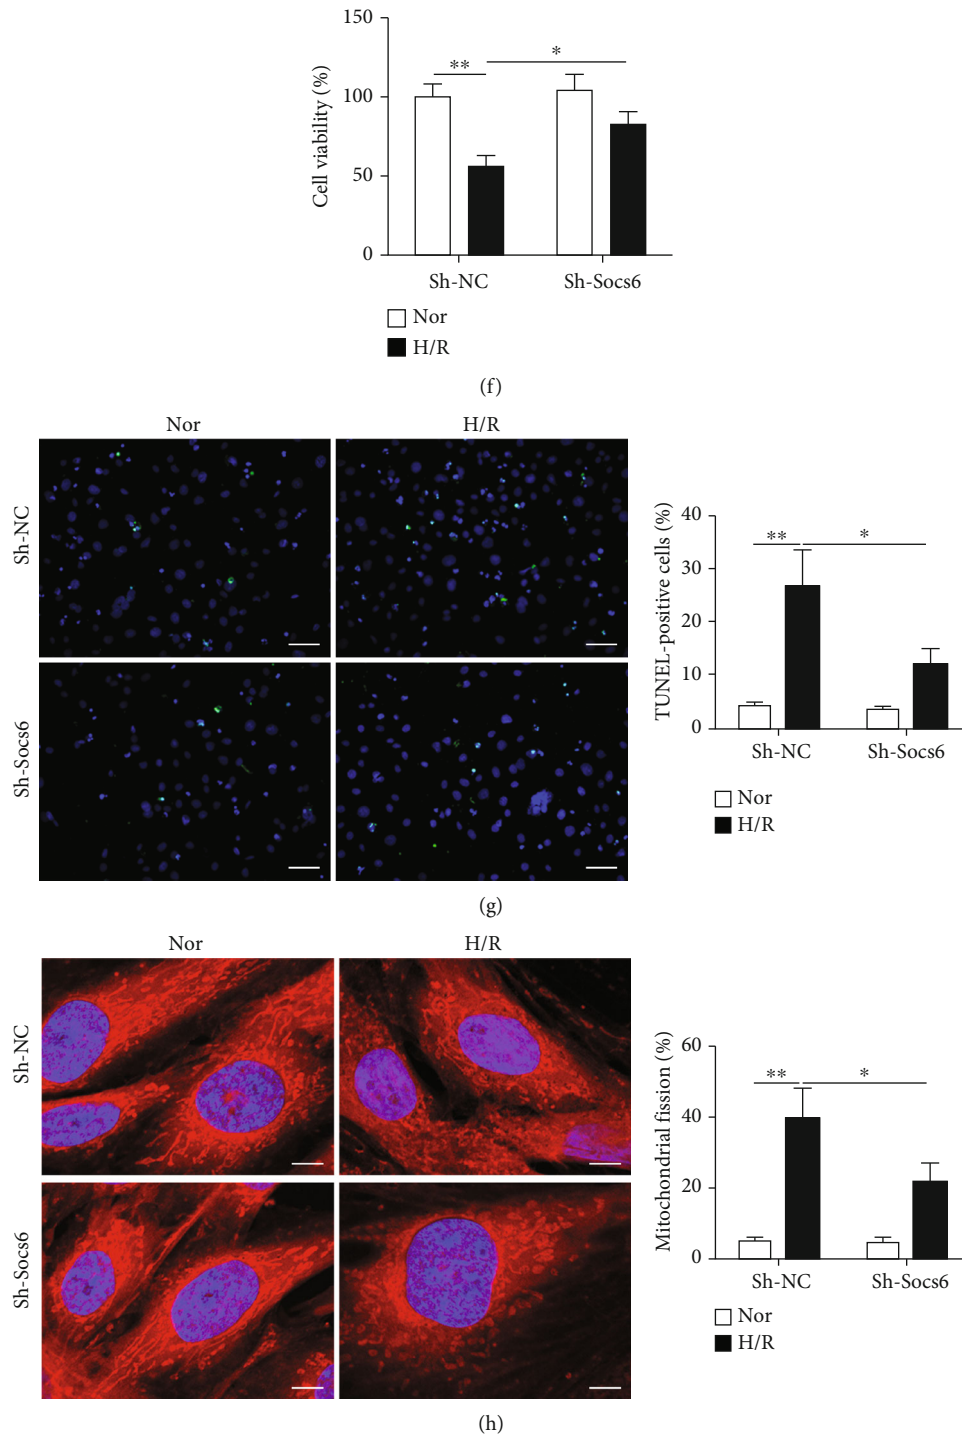 150
100
50
0
Cell viability (%)
**
*
Sh-NC
Sh-Socs6
Nor
H/R
(f)
Nor
H/R
Sh-NC
Sh-Socs6
40
30
20
10
0
TUNEL-positive cells (%)
**
*
Sh-NC
Sh-Socs6
Nor
H/R
(g)
Nor
H/R
Sh-NC
Sh-Socs6
60
40
20
0
Mitochondrial fission (%)
**
*
Sh-NC
Sh-Socs6
Nor
H/R
(h)